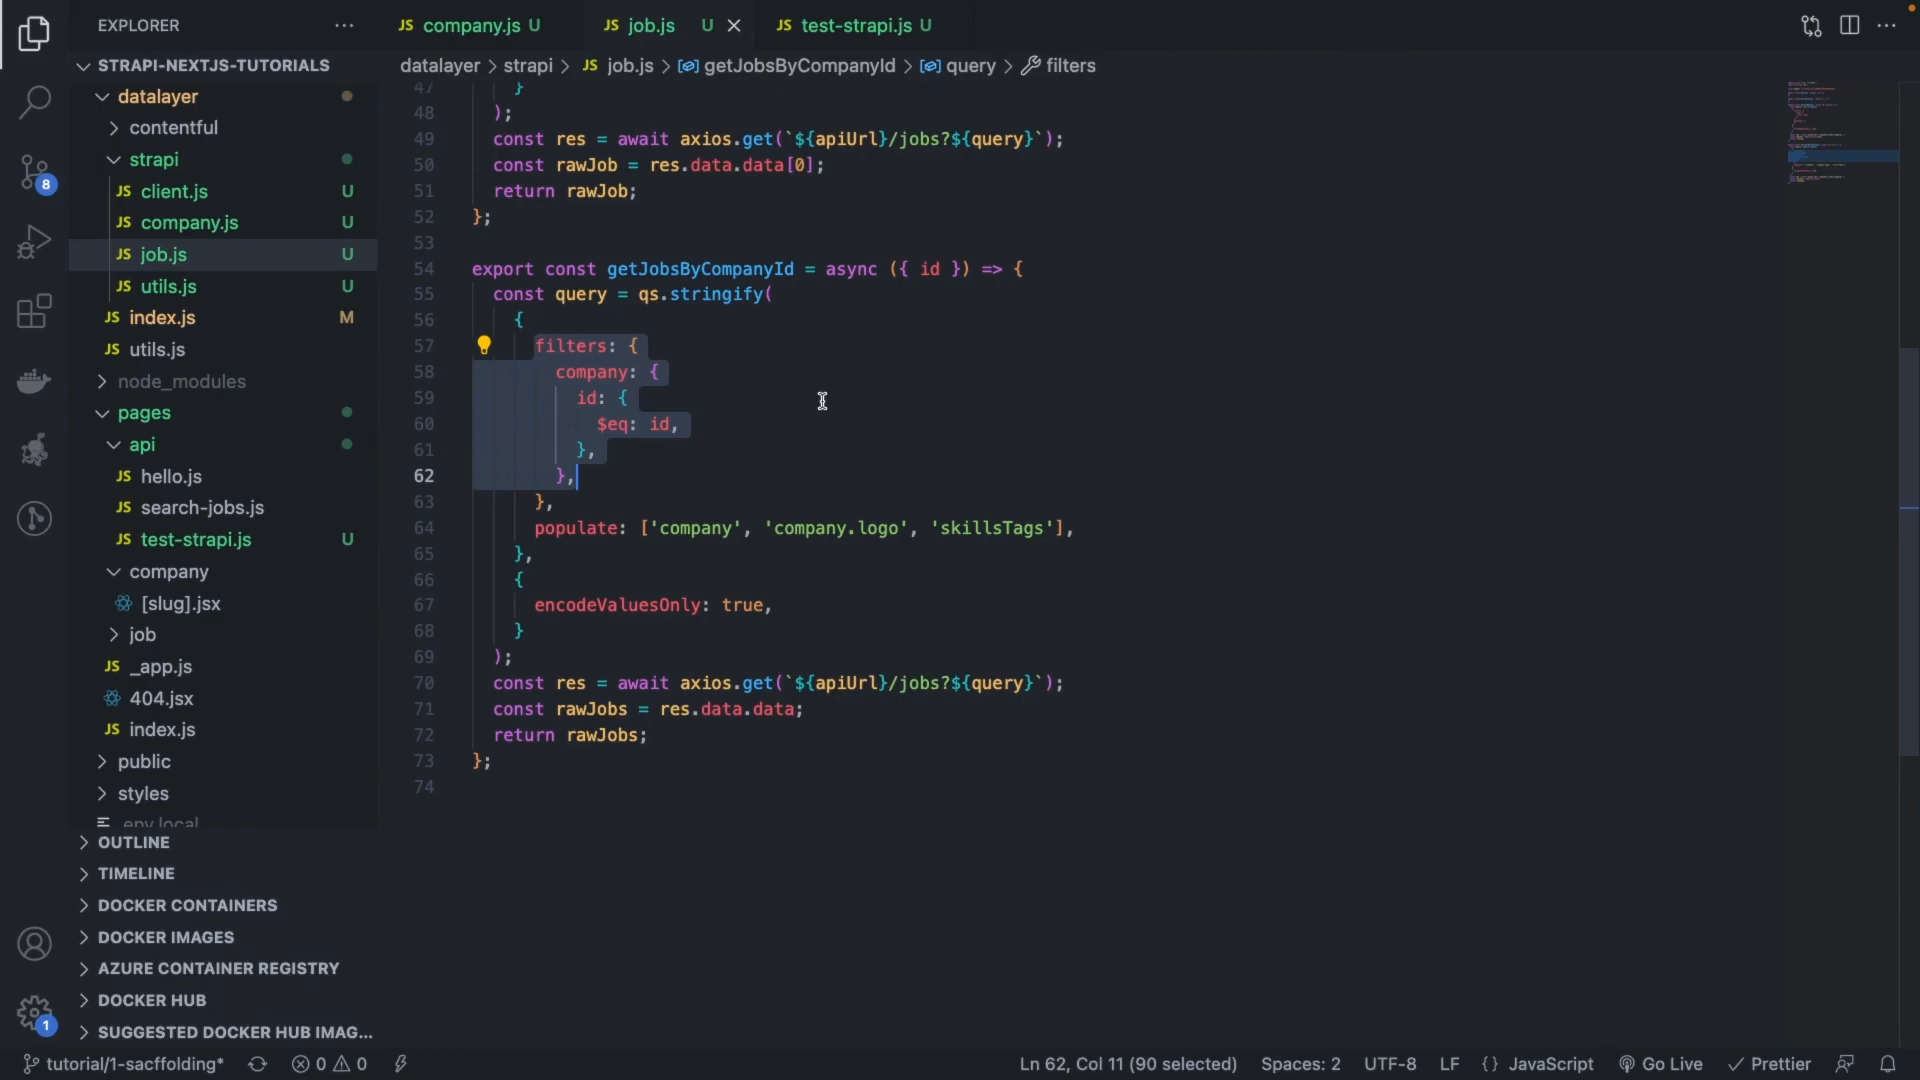 EXPLORER
JS company.js U
JS job.js U
JS test-strapi.js U
STRAPI-NEXTJS-TUTORIALS
datalayer > strapi > JS job.js > getJobsByCompanyId > query > filters
datalayer
contentful
strapi
JS client.js U
JS company.js U
JS job.js U
JS utils.js U
JS index.js M
JS utils.js
node_modules
pages
api
JS hello.js
JS search-jobs.js
JS test-strapi.js U
company
[slug].jsx
job
JS _app.js
404.jsx
JS index.js
public
styles
.env.local
OUTLINE
TIMELINE
DOCKER CONTAINERS
DOCKER IMAGES
AZURE CONTAINER REGISTRY
DOCKER HUB
SUGGESTED DOCKER HUB IMAG...
8
1
47 }
48 );
49 const res = await axios.get(`${apiUrl}/jobs?${query}`);
50 const rawJob = res.data.data[0];
51 return rawJob;
52 };
53
54 export const getJobsByCompanyId = async ({ id }) => {
55 const query = qs.stringify(
56 {
57 filters: {
58 company: {
59 id: {
60 $eq: id,
61 },
62 },
63 },
64 populate: ['company', 'company.logo', 'skillsTags'],
65 },
66 {
67 encodeValuesOnly: true,
68 }
69 );
70 const res = await axios.get(`${apiUrl}/jobs?${query}`);
71 const rawJobs = res.data.data;
72 return rawJobs;
73 };
74
tutorial/1-sacffolding* 0 0 Ln 62, Col 11 (90 selected) Spaces: 2 UTF-8 LF {} JavaScript Go Live Prettier